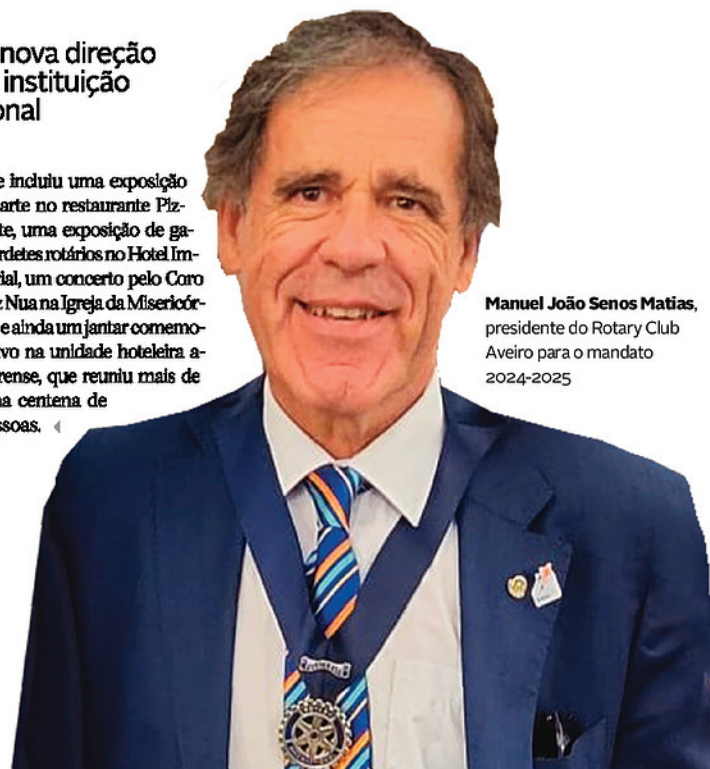 nova direção
instituição
onal
e incluiu uma exposição
arte no restaurante Piz-
te, uma exposição de ga-
rdetes rotários no Hotel Im-
ial, um concerto pelo Coro
z Nua na Igreja da Misericór-
e ainda um jantar comemo-
vo na unidade hoteleira a-
rense, que reuniu mais de
na centena de
ssoas.
Manuel João Senos Matias,
presidente do Rotary Club
Aveiro para o mandato
2024-2025